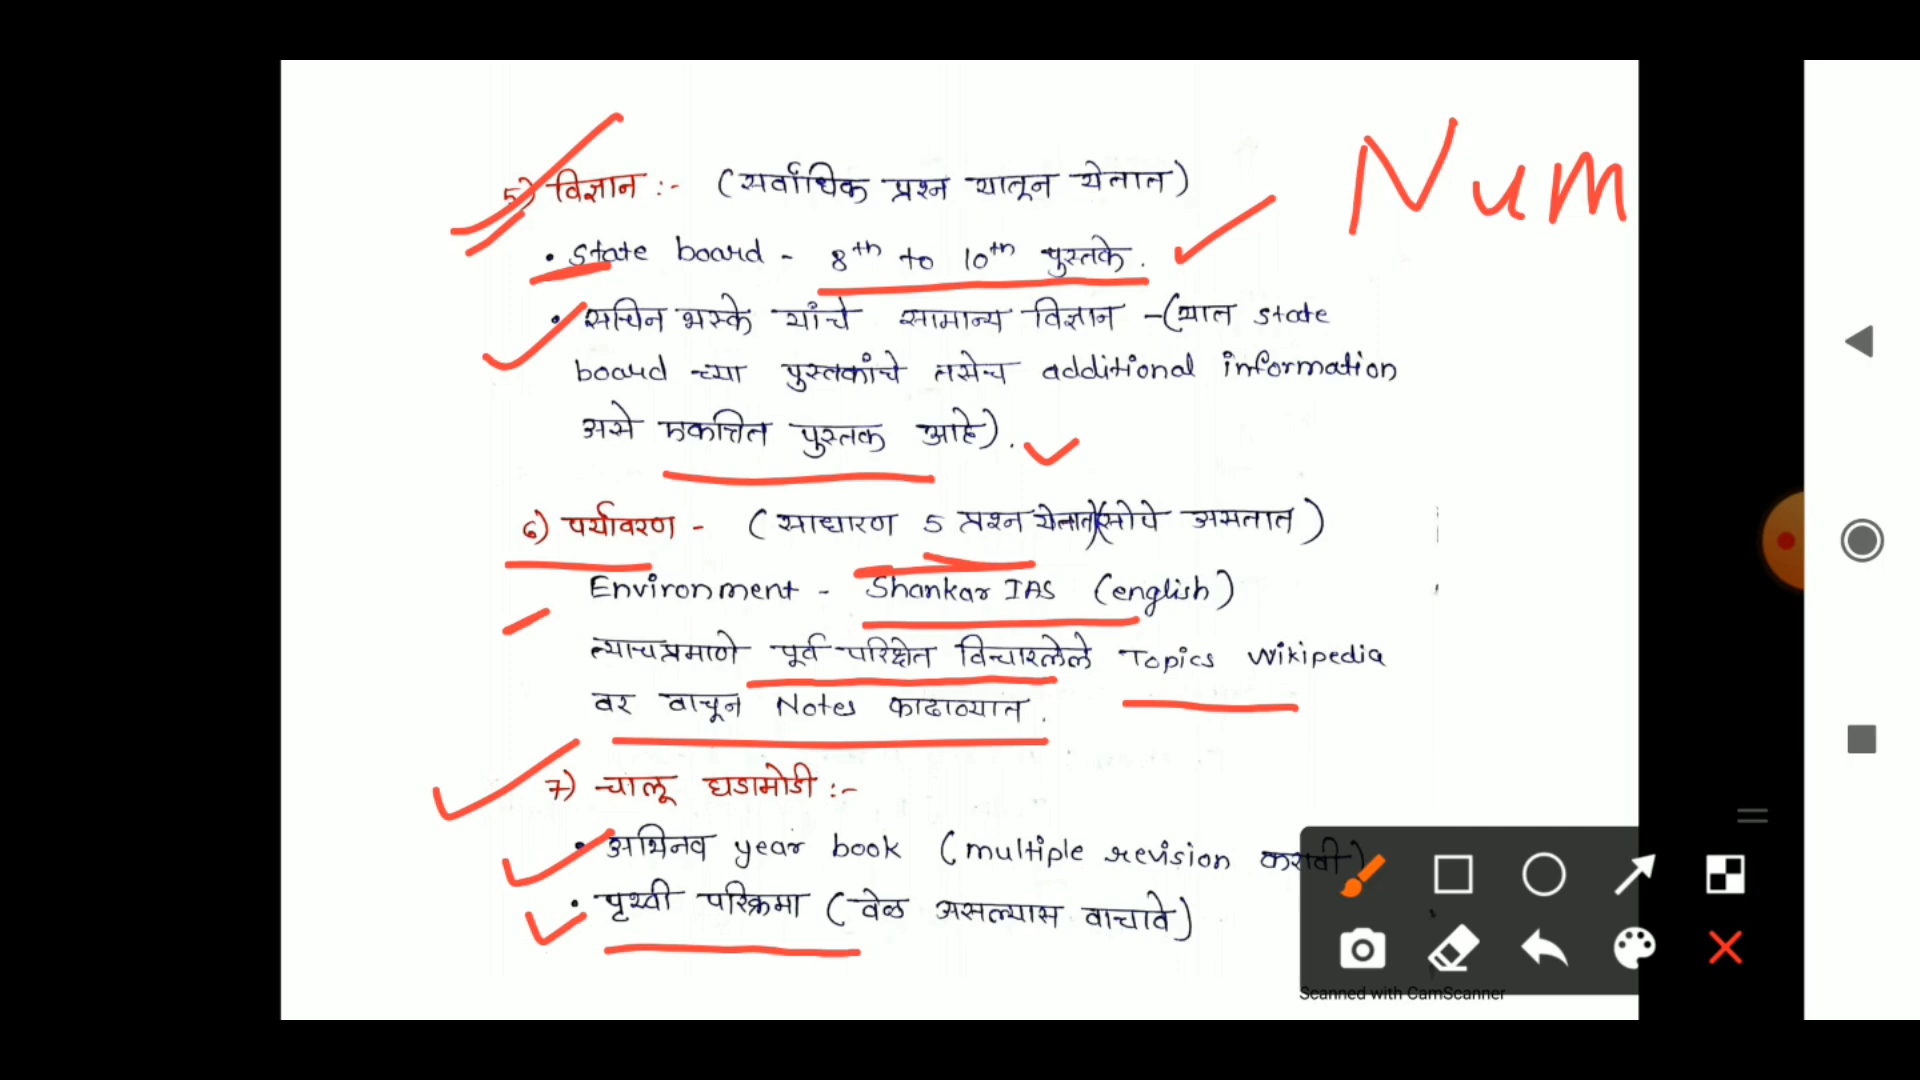 Num
5) विज्ञान :- (सर्वाधिक प्रश्न यातून येतात)
• State board - 8th to 10th पुस्तके.
• सचिन भस्के यांचे सामान्य विज्ञान -(यात state
board च्या पुस्तकांचे तसेच additional information
असे एकत्रित पुस्तक आहे).
6) पर्यावरण - (साधारण 5 प्रश्न येतात)(सोपे असतात)
Environment - Shankar IAS (english)
त्याचप्रमाणे पूर्व परिक्षेत विचारलेले Topics wikipedia
वर वाचून Notes काढाव्यात.
7) चालू घडामोडी :-
• अभिनव year book (multiple revision करावी)
• पृथ्वी परिक्रमा (वेळ असल्यास वाचावे)
Scanned with CamScanner